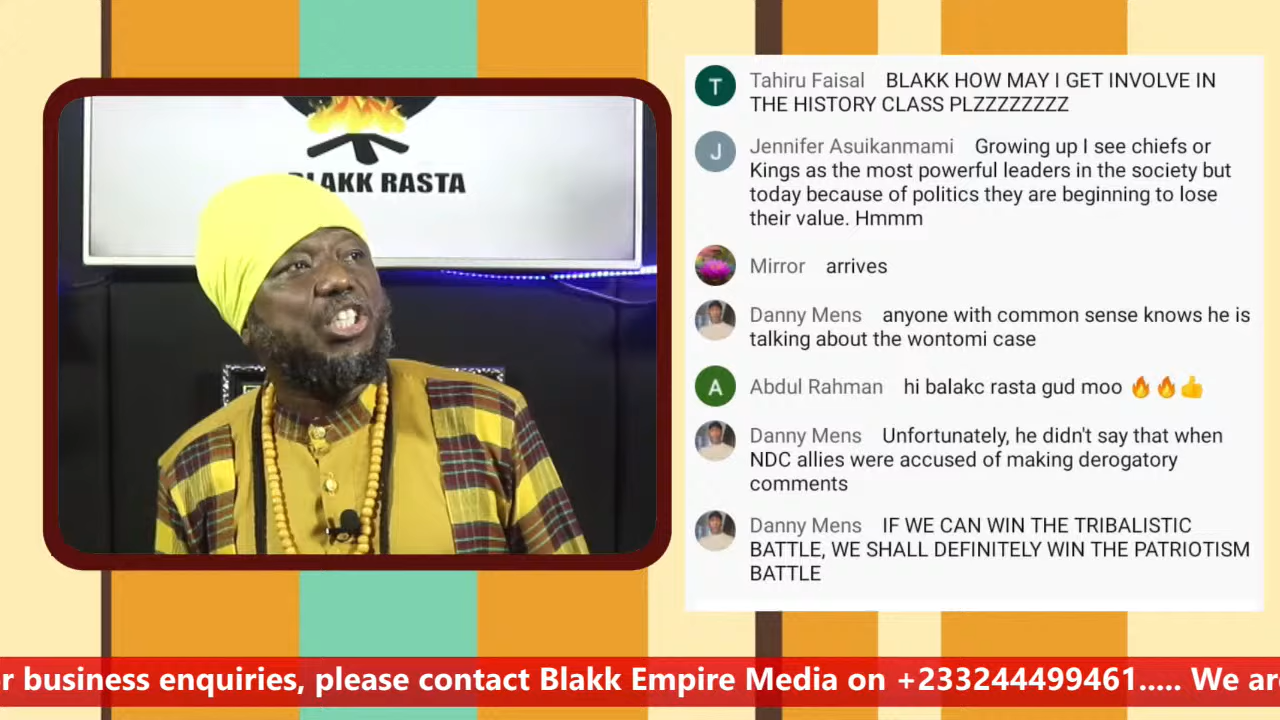 BLAKK RASTA
T Tahiru Faisal BLAKK HOW MAY I GET INVOLVE IN
THE HISTORY CLASS PLZZZZZZZZ
J Jennifer Asuikanmami Growing up I see chiefs or
Kings as the most powerful leaders in the society but
today because of politics they are beginning to lose
their value. Hmmm
Mirror arrives
Danny Mens anyone with common sense knows he is
talking about the wontomi case
A Abdul Rahman hi balakc rasta gud moo 🔥🔥👍
Danny Mens Unfortunately, he didn't say that when
NDC allies were accused of making derogatory
comments
Danny Mens IF WE CAN WIN THE TRIBALISTIC
BATTLE, WE SHALL DEFINITELY WIN THE PATRIOTISM
BATTLE
r business enquiries, please contact Blakk Empire Media on +233244499461..... We are